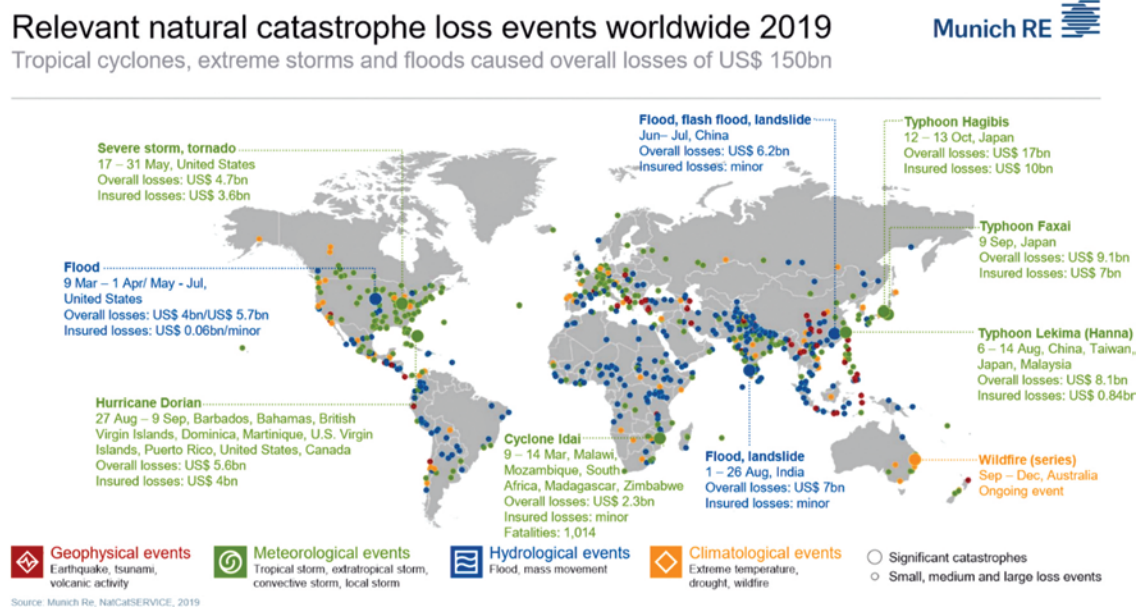 Relevant natural catastrophe loss events worldwide 2019
Munich RE
Tropical cyclones, extreme storms and floods caused overall losses of US$ 150bn
Severe storm, tornado
17 – 31 May, United States
Overall losses: US$ 4.7bn
Insured losses: US$ 3.6bn
Flood, flash flood, landslide
Jun– Jul, China
Overall losses: US$ 6.2bn
Insured losses: minor
Typhoon Hagibis
12 – 13 Oct, Japan
Overall losses: US$ 17bn
Insured losses: US$ 10bn
Typhoon Faxai
9 Sep, Japan
Overall losses: US$ 9.1bn
Insured losses: US$ 7bn
Flood
9 Mar – 1 Apr/ May - Jul,
United States
Overall losses: US$ 4bn/US$ 5.7bn
Insured losses: US$ 0.06bn/minor
Typhoon Lekima (Hanna)
6 – 14 Aug, China, Taiwan,
Japan, Malaysia
Overall losses: US$ 8.1bn
Insured losses: US$ 0.84bn
Hurricane Dorian
27 Aug – 9 Sep, Barbados, Bahamas, British
Virgin Islands, Dominica, Martinique, U.S. Virgin
Islands, Puerto Rico, United States, Canada
Overall losses: US$ 5.6bn
Insured losses: US$ 4bn
Cyclone Idai
9 – 14 Mar, Malawi,
Mozambique, South
Africa, Madagascar, Zimbabwe
Overall losses: US$ 2.3bn
Insured losses: minor
Fatalities: 1,014
Flood, landslide
1 – 26 Aug, India
Overall losses: US$ 7bn
Insured losses: minor
Wildfire (series)
Sep – Dec, Australia
Ongoing event
Geophysical events
Earthquake, tsunami,
volcanic activity
Meteorological events
Tropical storm, extratropical storm,
convective storm, local storm
Hydrological events
Flood, mass movement
Climatological events
Extreme temperature,
drought, wildfire
Significant catastrophes
Small, medium and large loss events
Source: Munich Re, NatCatSERVICE, 2019